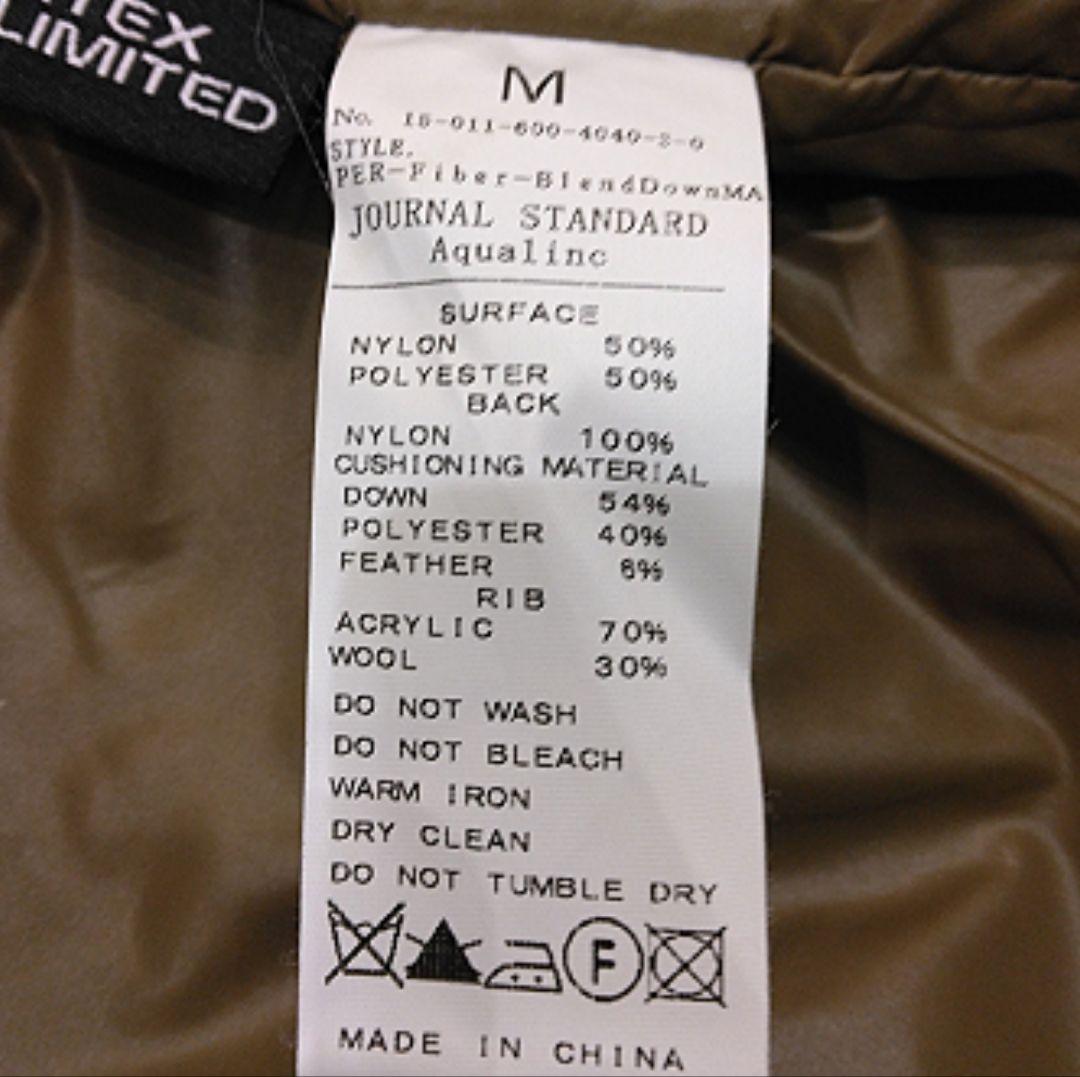 TEX
LIMITED
M
No. 16-011-600-4040-2-0
STYLE.
PER-Fiber-BlendDownMA
JOURNAL STANDARD
Aqualinc
SURFACE
NYLON 50%
POLYESTER 50%
BACK
NYLON 100%
CUSHIONING MATERIAL
DOWN 54%
POLYESTER 40%
FEATHER 6%
RIB
ACRYLIC 70%
WOOL 30%
DO NOT WASH
DO NOT BLEACH
WARM IRON
DRY CLEAN
DO NOT TUMBLE DRY
F
MADE IN CHINA